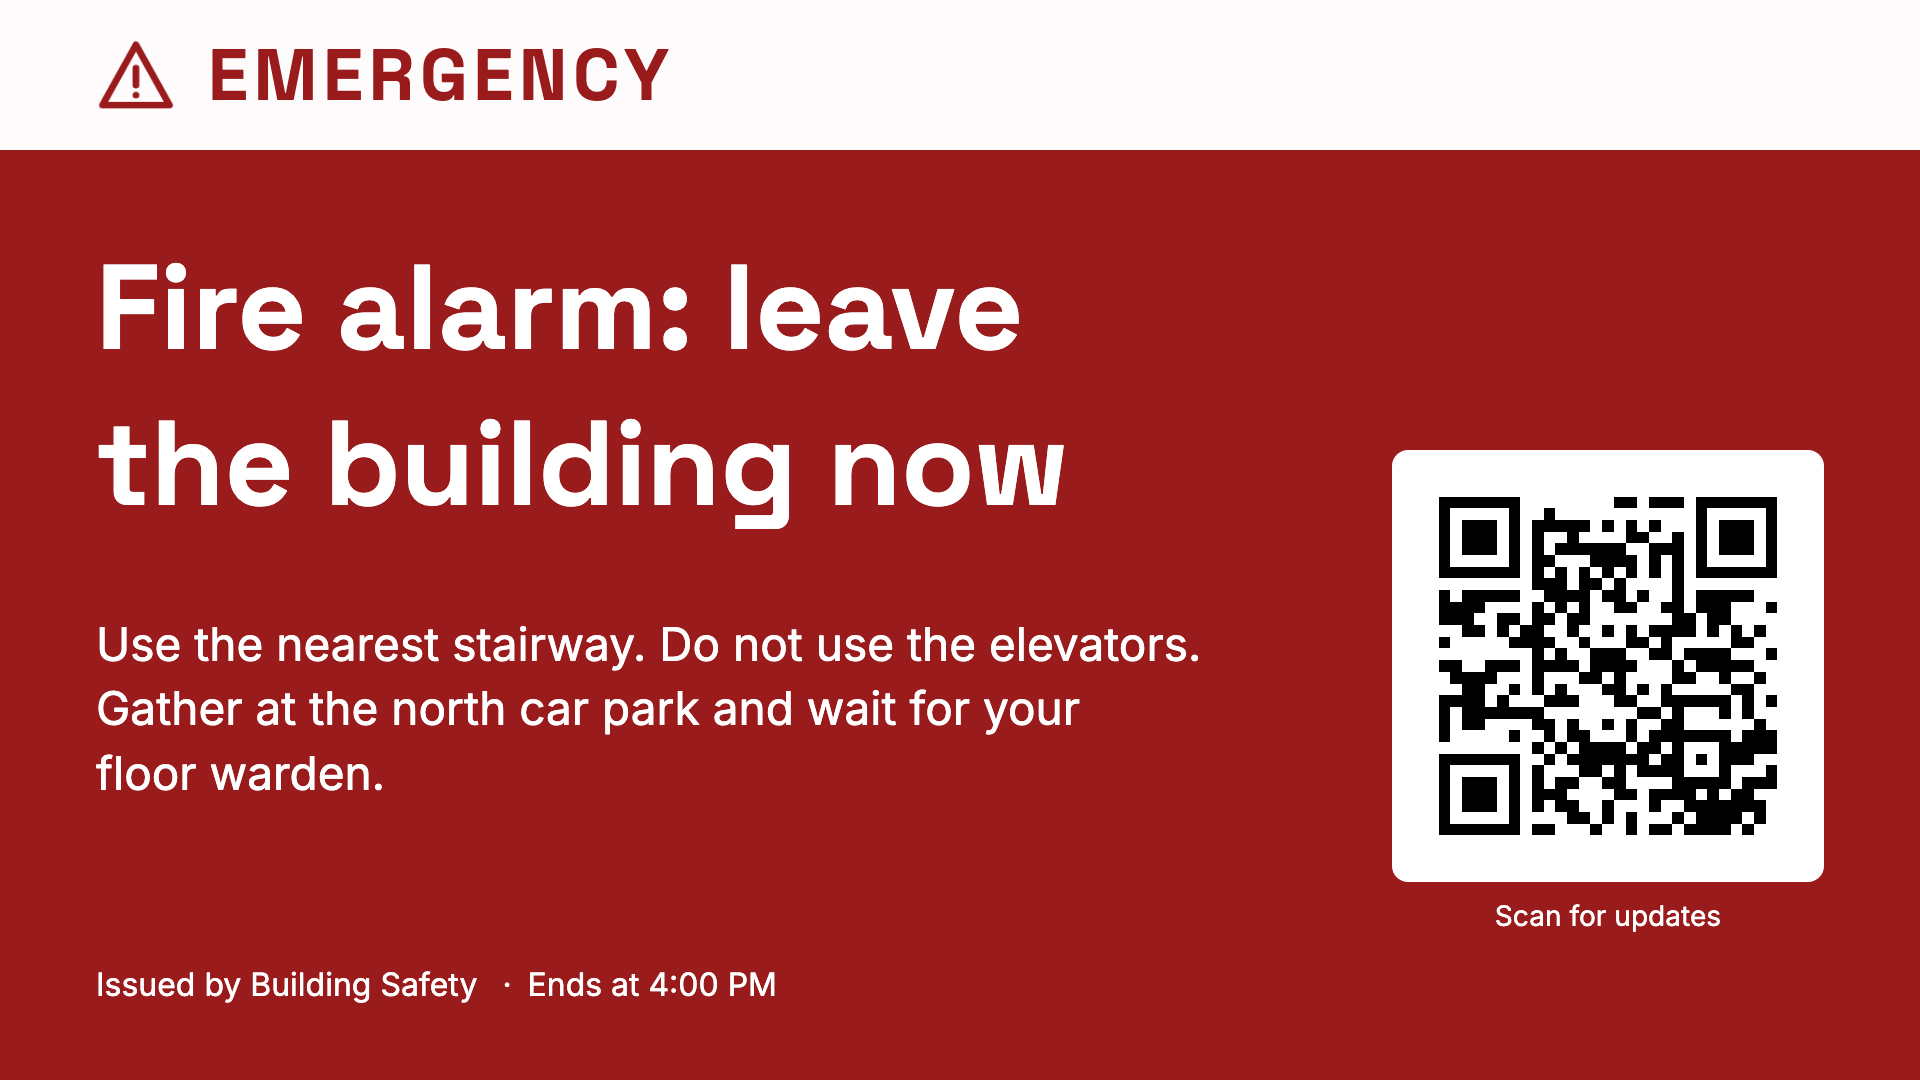 EMERGENCY
Fire alarm: leave
the building now
Use the nearest stairway. Do not use the elevators.
Gather at the north car park and wait for your
floor warden.
Scan for updates
Issued by Building Safety · Ends at 4:00 PM